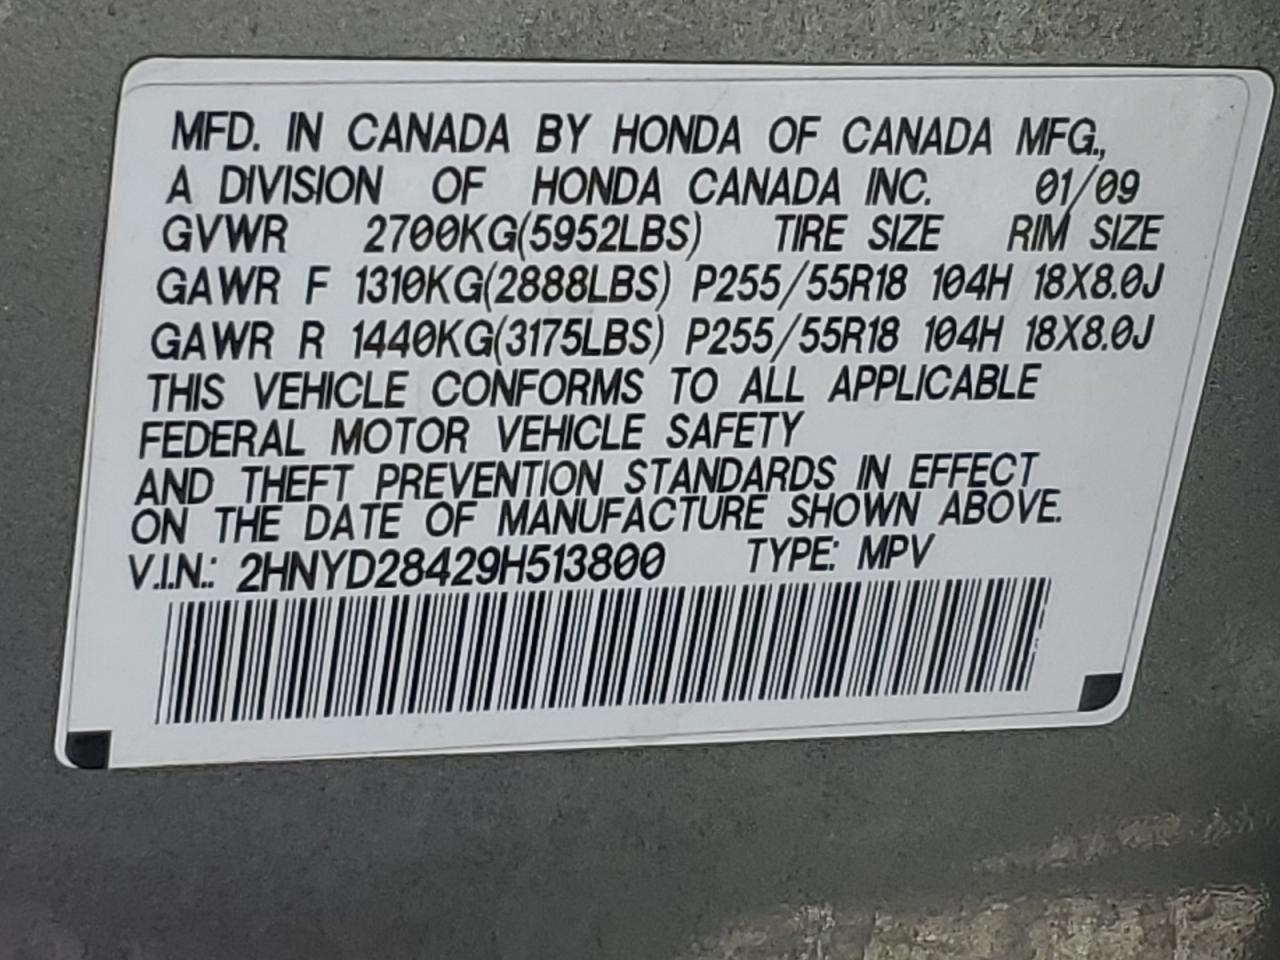 MFD. IN CANADA BY HONDA OF CANADA MFG.,
A DIVISION OF HONDA CANADA INC. 01/09
GVWR 2700KG(5952LBS) TIRE SIZE RIM SIZE
GAWR F 1310KG(2888LBS) P255/55R18 104H 18X8.0J
GAWR R 1440KG(3175LBS) P255/55R18 104H 18X8.0J
THIS VEHICLE CONFORMS TO ALL APPLICABLE
FEDERAL MOTOR VEHICLE SAFETY
AND THEFT PREVENTION STANDARDS IN EFFECT
ON THE DATE OF MANUFACTURE SHOWN ABOVE.
V.I.N.: 2HNYD28429H513800 TYPE: MPV